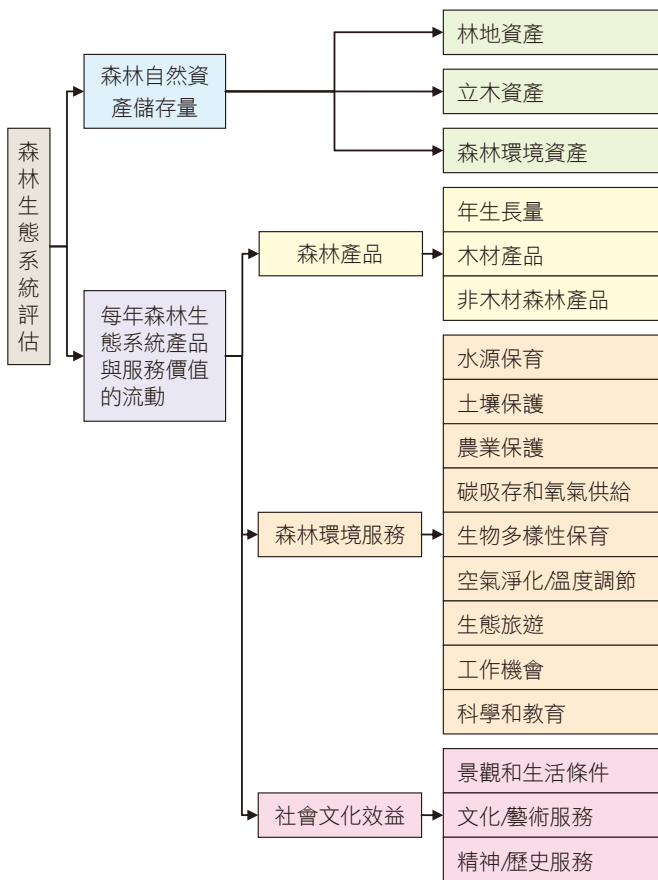 森林生態系統評估
森林自然資
產儲存量
林地資產
立木資產
森林環境資產
每年森林生
態系統產品
與服務價值
的流動
森林產品
年生長量
木材產品
非木材森林產品
森林環境服務
水源保育
土壤保護
農業保護
碳吸存和氧氣供給
生物多樣性保育
空氣淨化/溫度調節
生態旅遊
工作機會
科學和教育
社會文化效益
景觀和生活條件
文化/藝術服務
精神/歷史服務